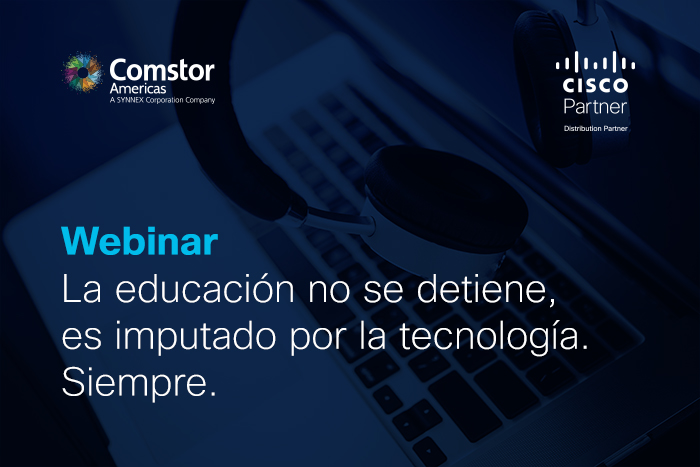 Comstor
Americas
A SYNNEX Corporation Company
CISCO
Partner
Distribution Partner
Webinar
La educación no se detiene,
es imputado por la tecnología.
Siempre.